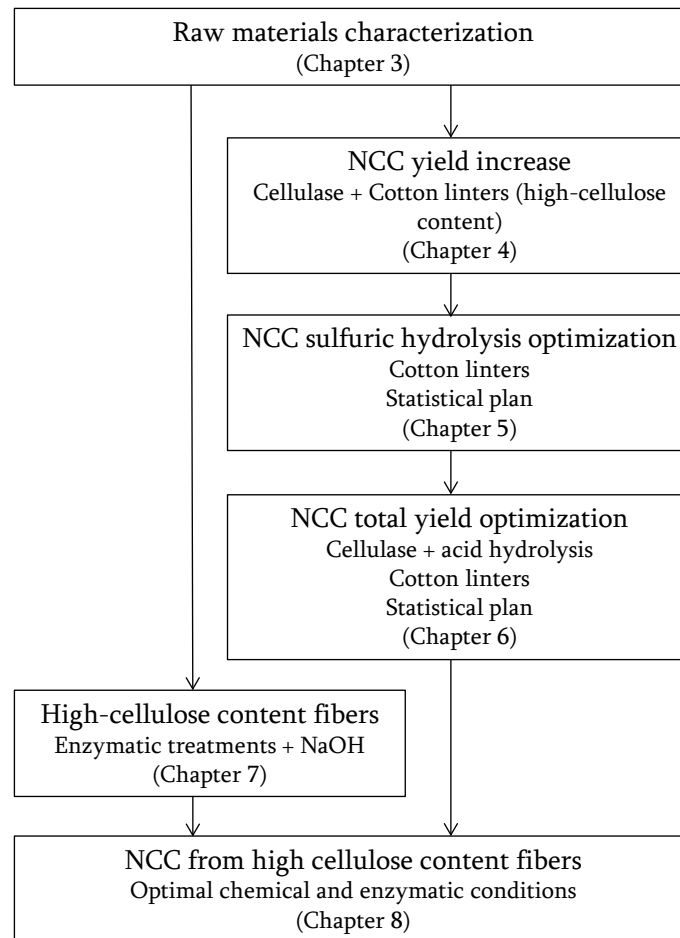 Raw materials characterization
(Chapter 3)
NCC yield increase
Cellulase + Cotton linters (high-cellulose
content)
(Chapter 4)
NCC sulfuric hydrolysis optimization
Cotton linters
Statistical plan
(Chapter 5)
NCC total yield optimization
Cellulase + acid hydrolysis
Cotton linters
Statistical plan
(Chapter 6)
High-cellulose content fibers
Enzymatic treatments + NaOH
(Chapter 7)
NCC from high cellulose content fibers
Optimal chemical and enzymatic conditions
(Chapter 8)